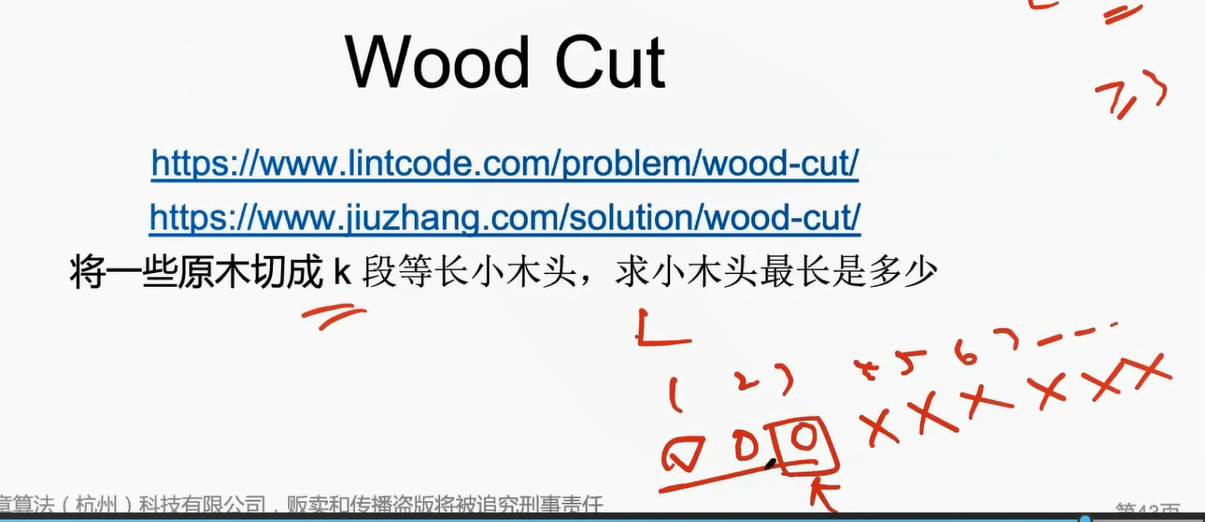 Wood Cut
https://www.lintcode.com/problem/wood-cut/
https://www.jiuzhang.com/solution/wood-cut/
将一些原木切成 k 段等长小木头，求小木头最长是多少
L
1 2 3 4 5 6 7
O O X X X X X X
章算法（杭州）科技有限公司，贩卖和传播盗版将被追究刑事责任
第43页